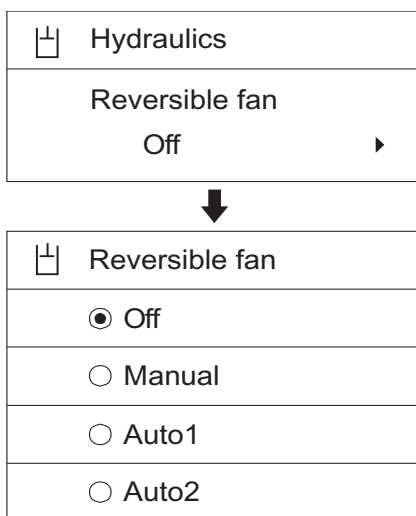 Hydraulics
Reversible fan
Off
Reversible fan
Off
Manual
Auto1
Auto2